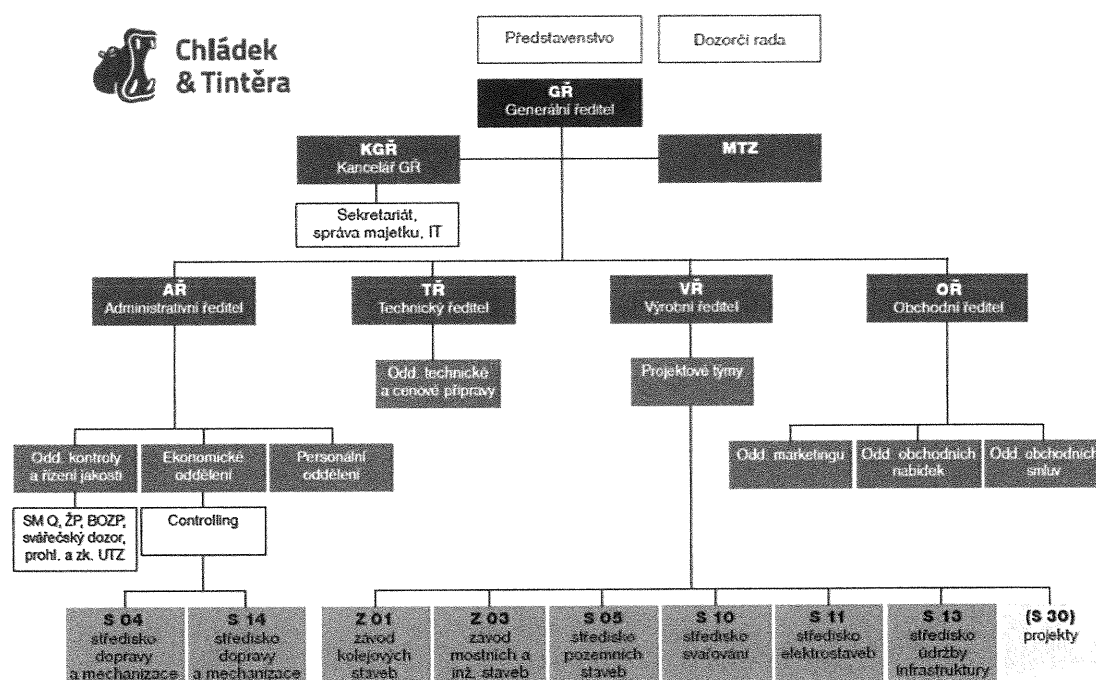 Chládek
& Tintěra
Představenstvo
Dozorčí rada
GŘ
Generální ředitel
KGŘ
Kancelář GŘ
MTZ
Sekretariát,
správa majetku, IT
AŘ
Administrativní ředitel
TŘ
Technický ředitel
VŘ
Výrobní ředitel
OŘ
Obchodní ředitel
Odd. technické
a cenové přípravy
Projektové týmy
Odd. kontroly
a řízení jakosti
Ekonomické
oddělení
Personální
oddělení
Odd. marketingu
Odd. obchodních
nabídek
Odd. obchodních
smluv
SM Q, ŽP, BOZP,
svářečský dozor,
prohl. a zk. UTZ
Controlling
S 04
středisko
dopravy
a mechanizace
S 14
středisko
dopravy
a mechanizace
Z 01
závod
kolejových
staveb
Z 03
závod
mostních a
inž. staveb
S 05
středisko
pozemních
staveb
S 10
středisko
svařování
S 11
středisko
elektrostaveb
S 13
středisko
údržby
infrastruktury
(S 30)
projekty